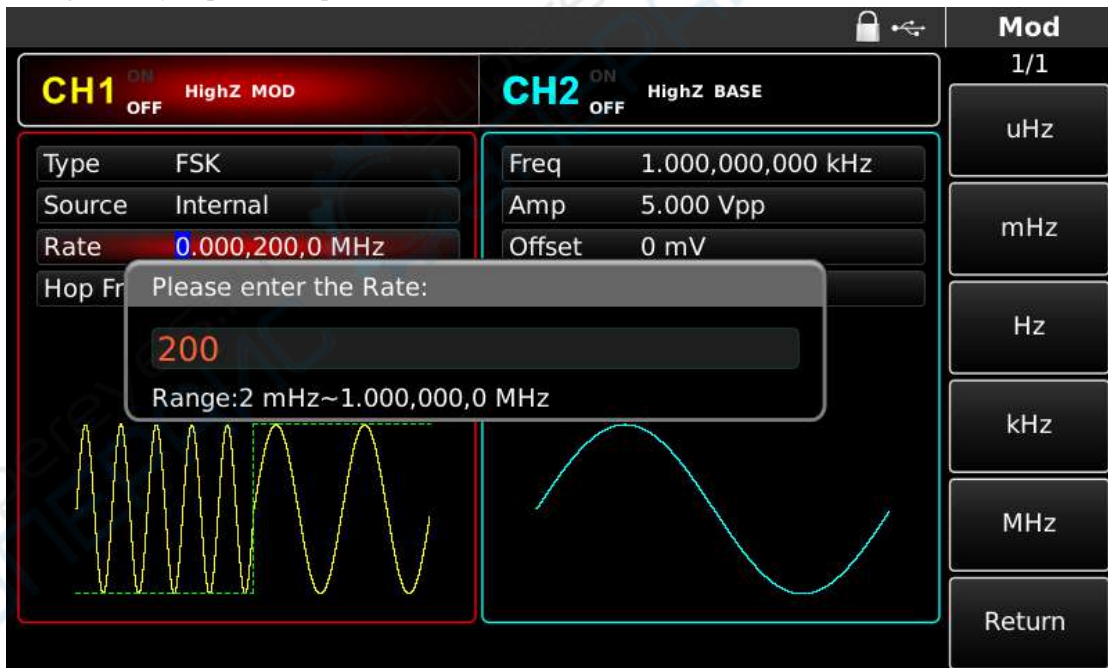 Mod
1/1
CH1 ON OFF HighZ MOD
CH2 ON OFF HighZ BASE
Type FSK
Source Internal
Rate 0.000,200,0 MHz
Hop Fr
Freq 1.000,000,000 kHz
Amp 5.000 Vpp
Offset 0 mV
Please enter the Rate:
200
Range:2 mHz~1.000,000,0 MHz
uHz
mHz
Hz
kHz
MHz
Return